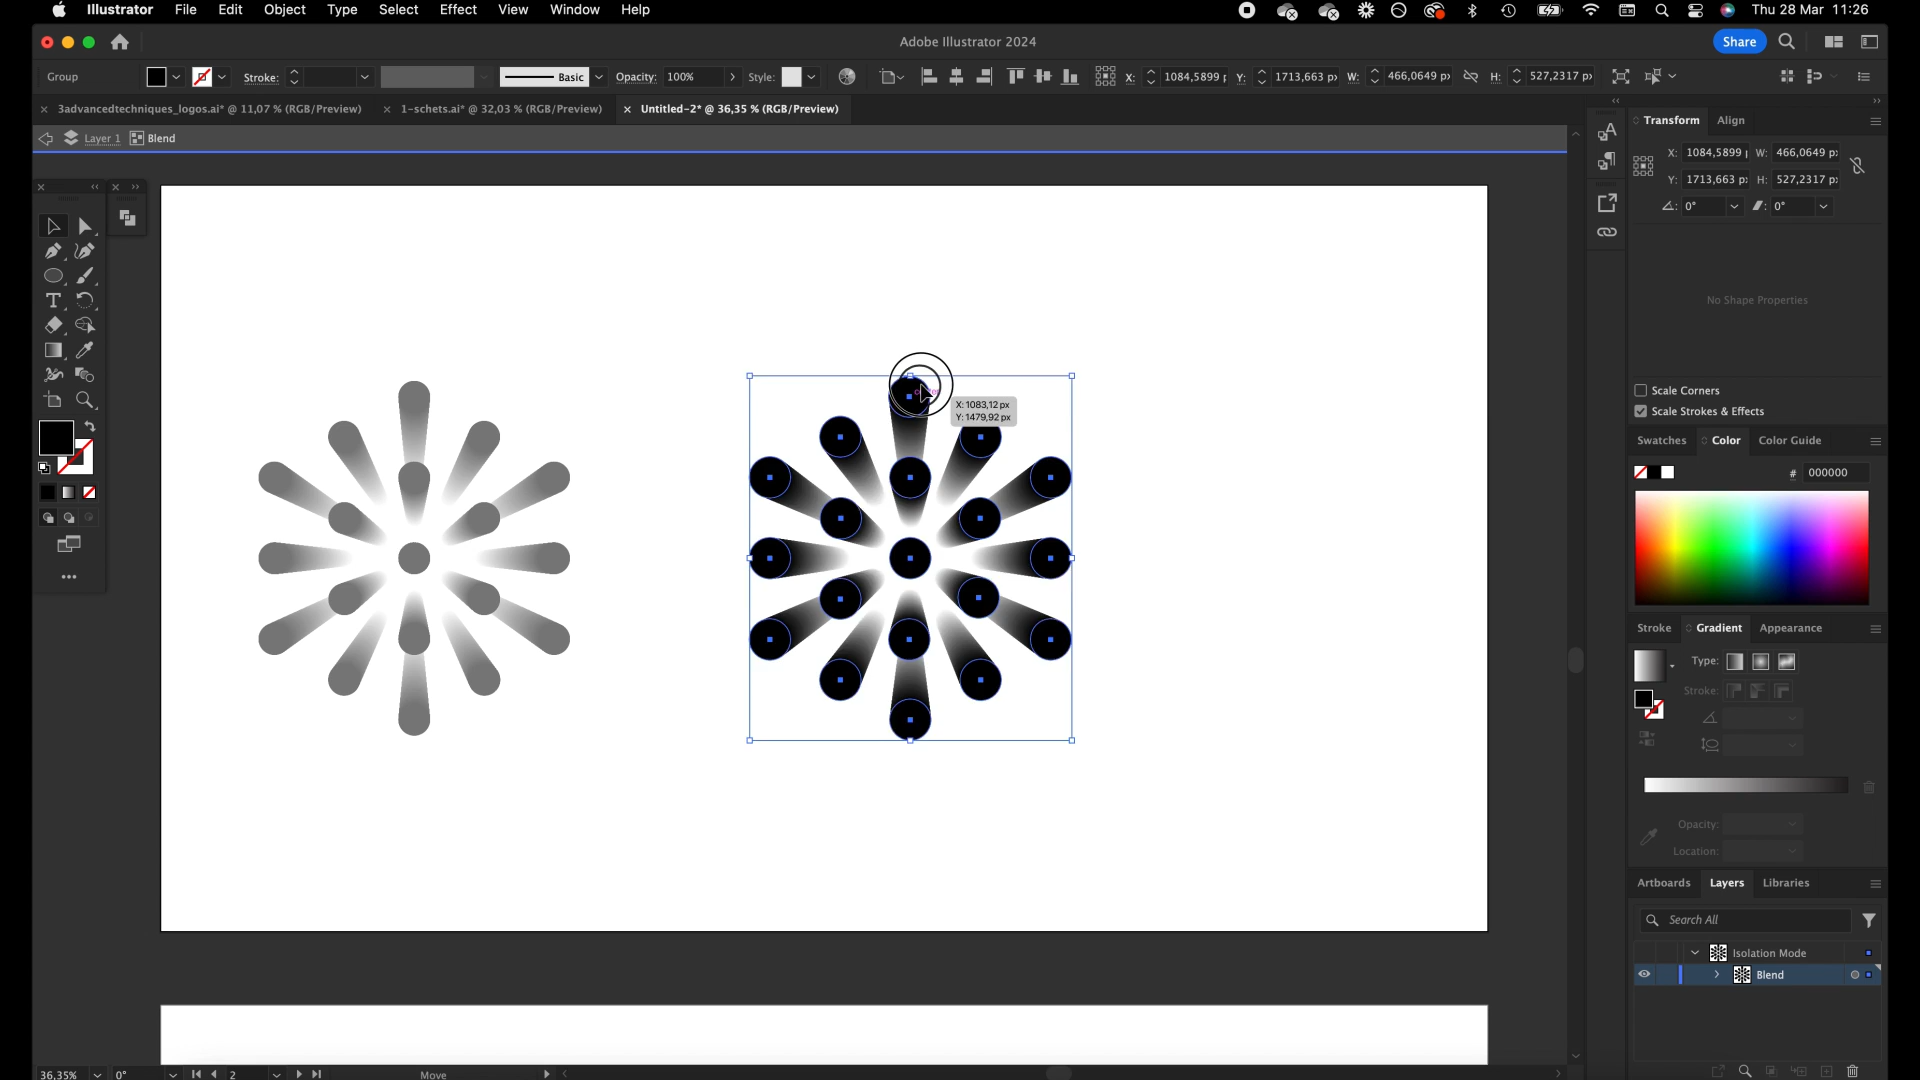 Illustrator File Edit Object Type Select Effect View Window Help Thu 28 Mar 11:26
Adobe Illustrator 2024 Share
Group Stroke: Basic Opacity: 100% Style: X: 1084,5899 Y: 1713,663 px W: 466,0649 px H: 527,2317 px
3advancedtechniques_logos.ai* @ 11,07 % (RGB/Preview) 1-schets.ai* @ 32,03 % (RGB/Preview) Untitled-2* @ 36,35 % (RGB/Preview)
Layer 1 Blend
Transform Align
X: 1084,5899 W: 466,0649
Y: 1713,663 H: 527,2317
0° 0°
No Shape Properties
Scale Corners
Scale Strokes & Effects
Swatches Color Color Guide
# 000000
X: 1083,12 px
Y: 1479,92 px
Stroke Gradient Appearance
Type:
Stroke:
Opacity:
Location:
Artboards Layers Libraries
Search All
Isolation Mode
Blend
36,35% 0° 2 Move